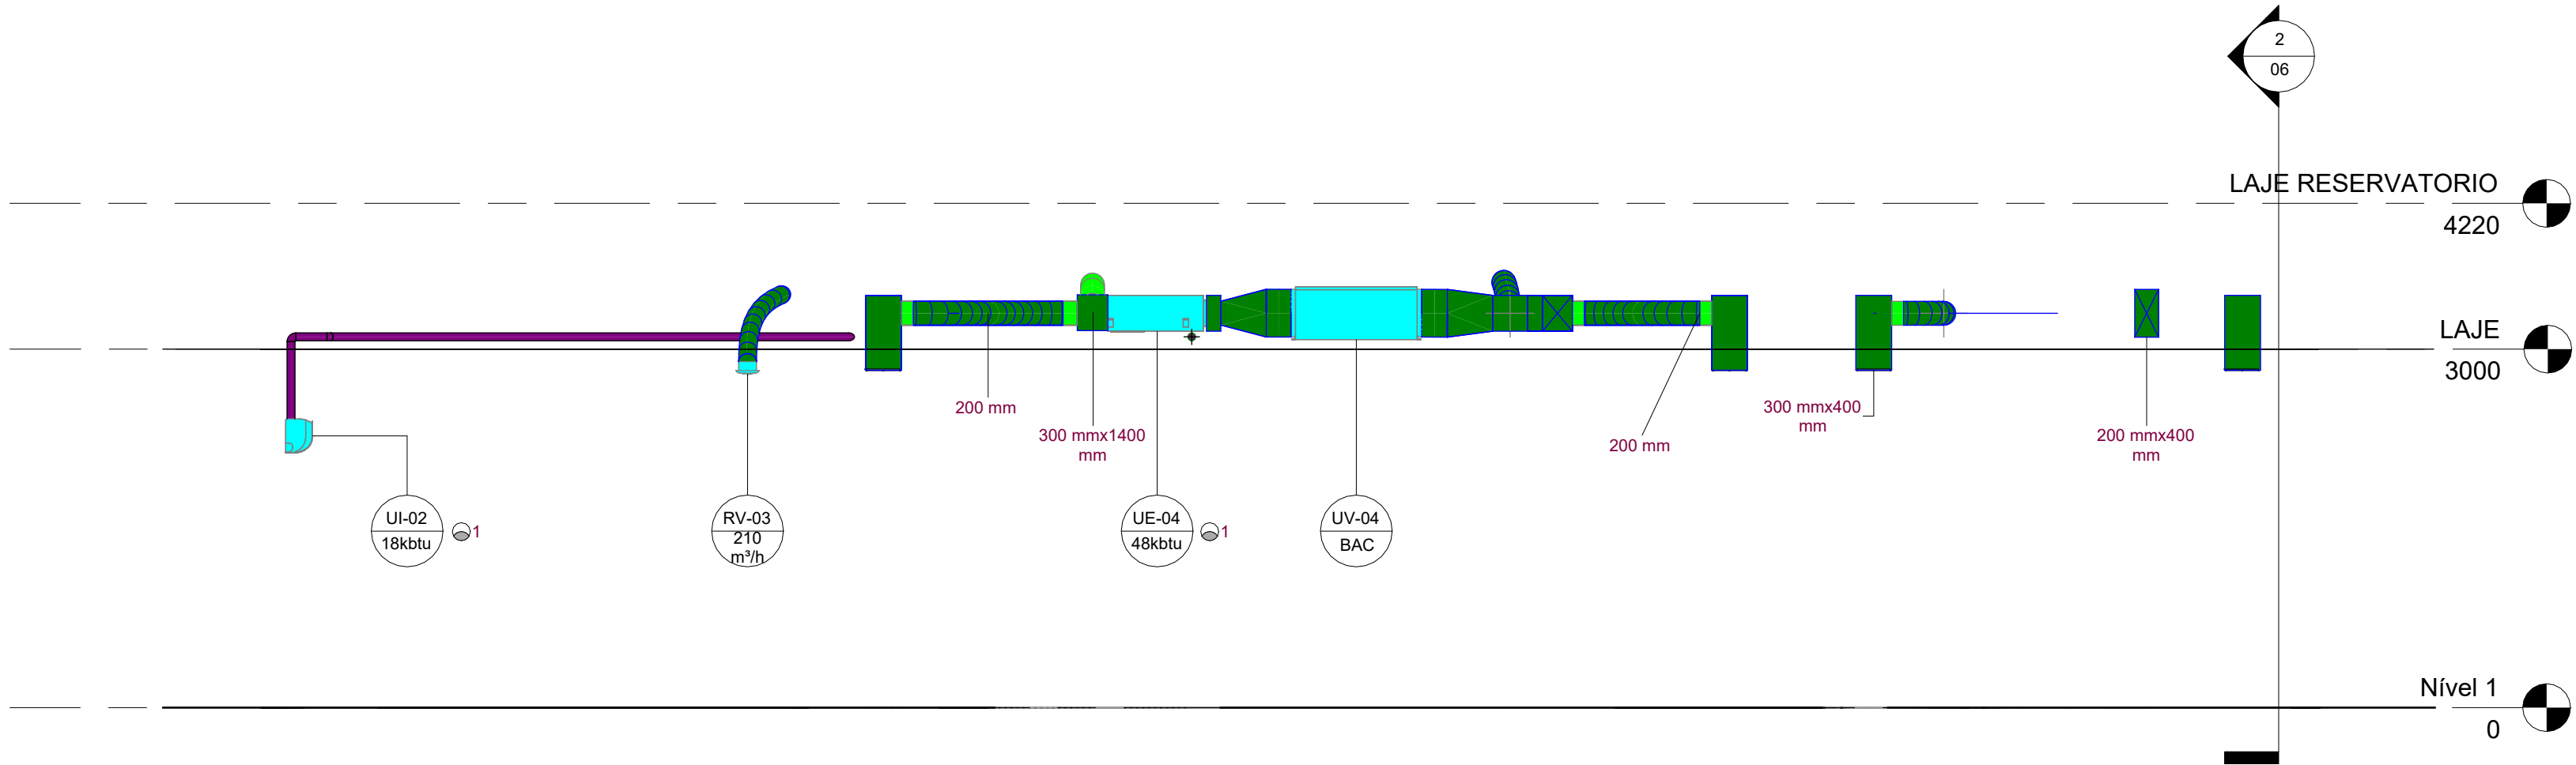 2
06
LAJE RESERVATORIO
4220
LAJE
3000
200 mm
300 mmx1400
mm
200 mm
300 mmx400
mm
200 mmx400
mm
UI-02
18kbtu
1
RV-03
210
m³/h
UE-04
48kbtu
1
UV-04
BAC
Nível 1
0